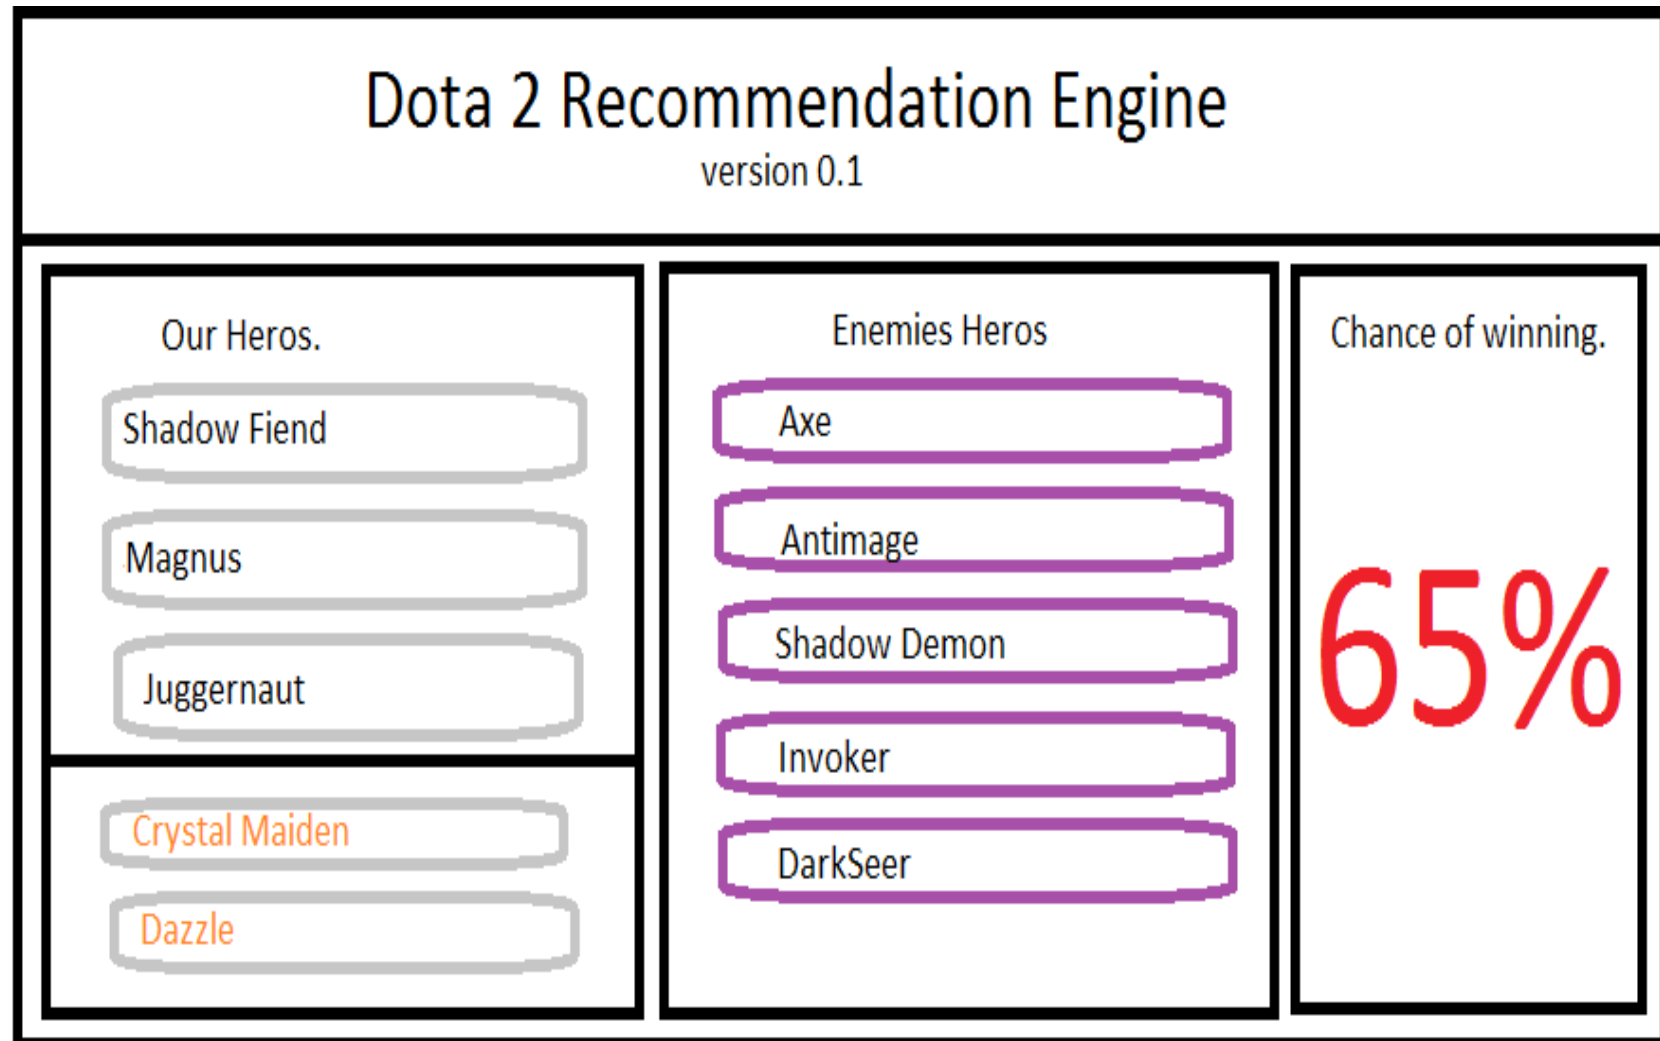 Dota 2 Recommendation Engine
version 0.1
Our Heros.
Shadow Fiend
Magnus
Juggernaut
Crystal Maiden
Dazzle
Enemies Heros
Axe
Antimage
Shadow Demon
Invoker
DarkSeer
Chance of winning.
65%